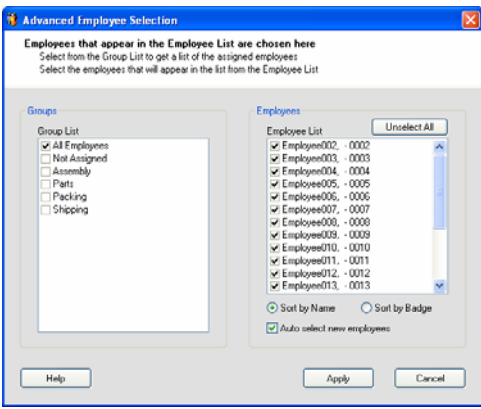 Advanced Employee Selection
Employees that appear in the Employee List are chosen here
Select from the Group List to get a list of the assigned employees
Select the employees that will appear in the list from the Employee List
Groups
Group List
All Employees
Not Assigned
Assembly
Parts
Packing
Shipping
Employees
Employee List
Unselect All
Employee002, - 0002
Employee003, - 0003
Employee004, - 0004
Employee005, - 0005
Employee006, - 0006
Employee007, - 0007
Employee008, - 0008
Employee009, - 0009
Employee010, - 0010
Employee011, - 0011
Employee012, - 0012
Employee013, - 0013
Sort by Name
Sort by Badge
Auto select new employees
Help
Apply
Cancel